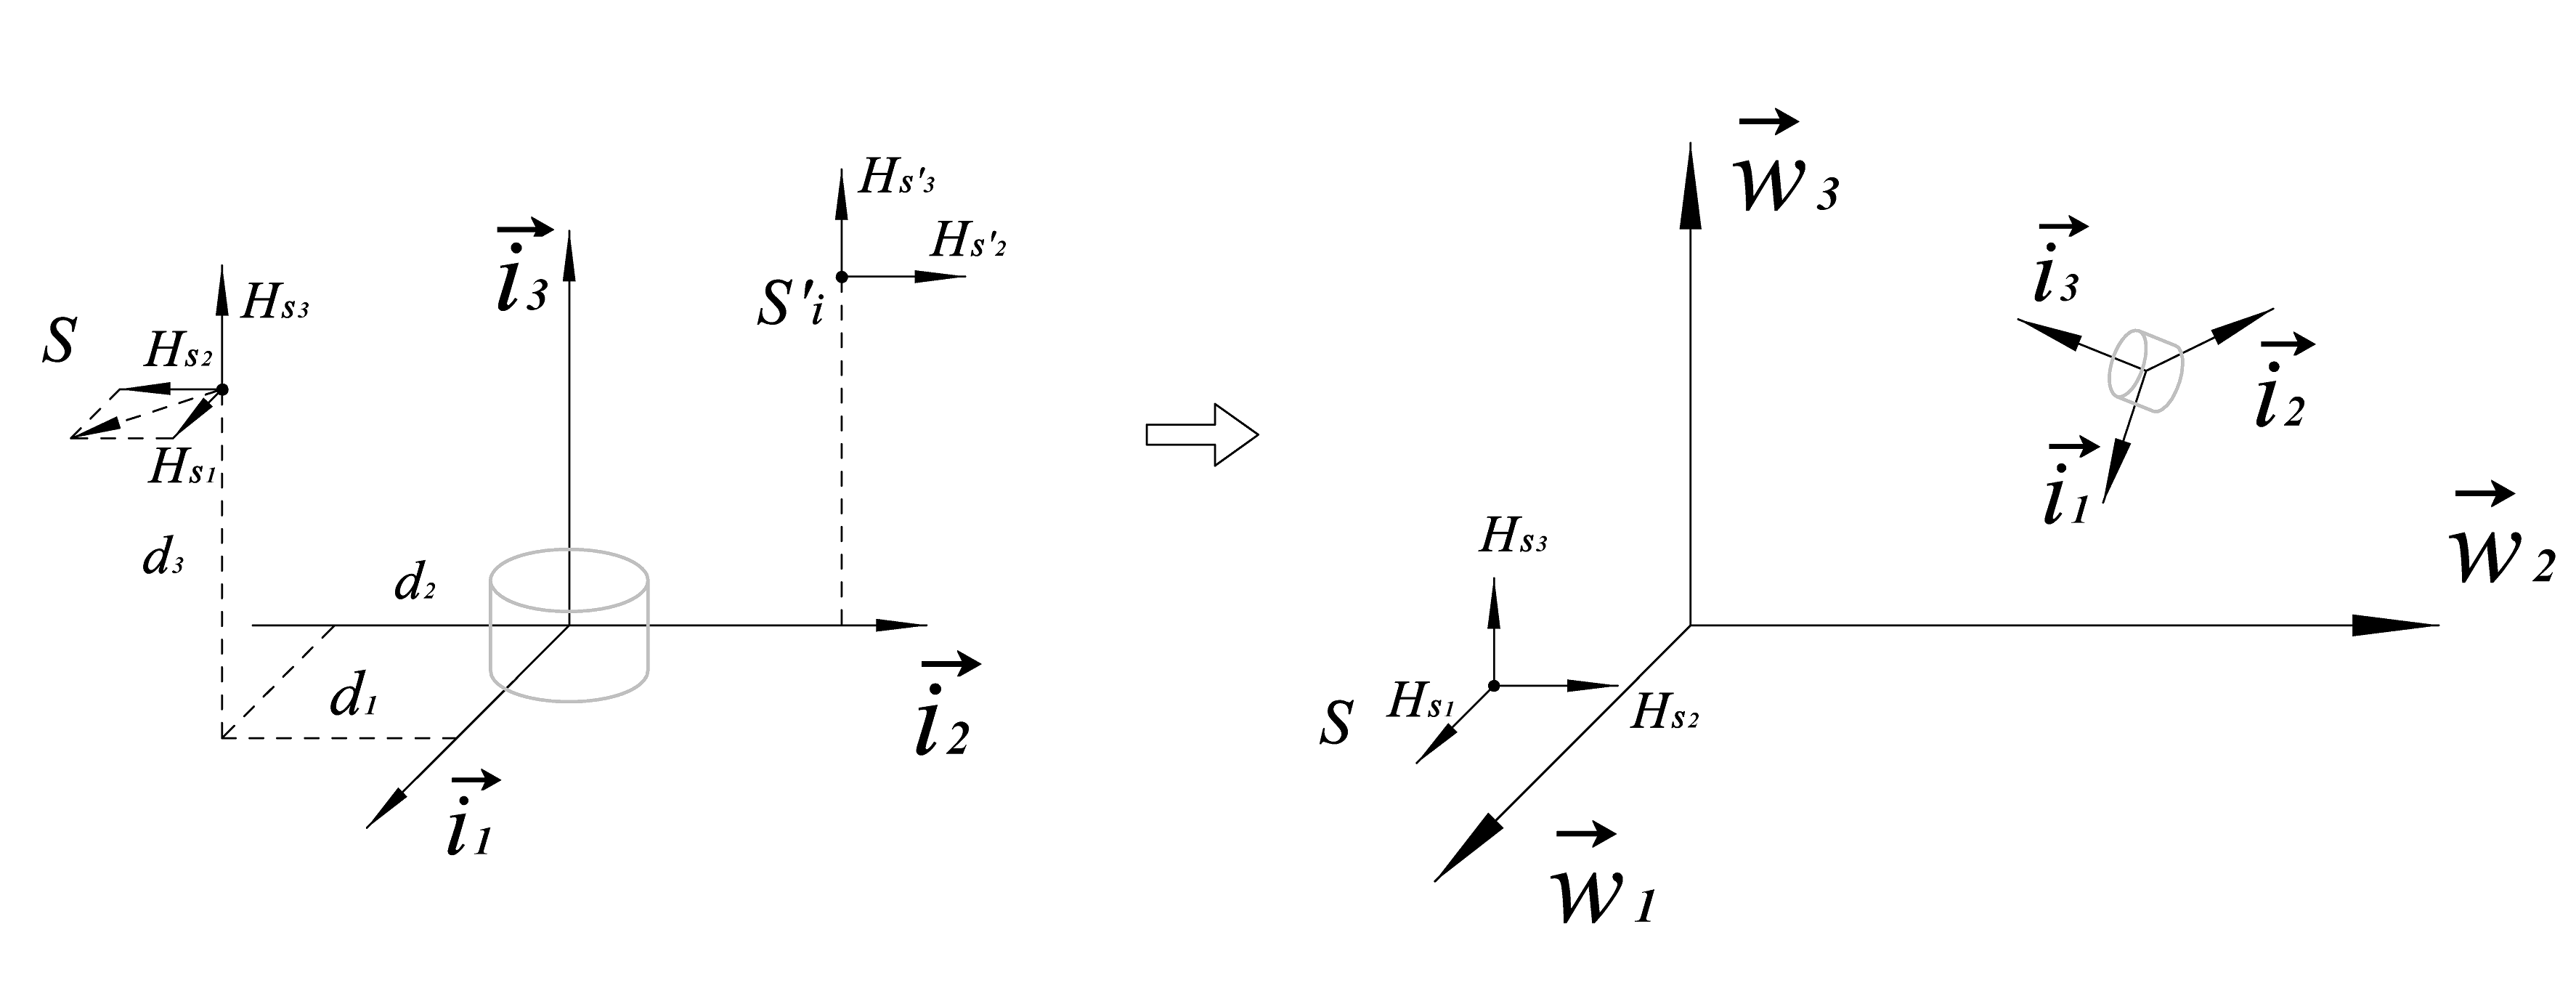 S
Hs3
Hs2
Hs1
d3
d2
d1
i3
i2
i1
S'i
Hs'3
Hs'2
w3
w2
w1
i3
i2
i1
S
Hs3
Hs1
Hs2